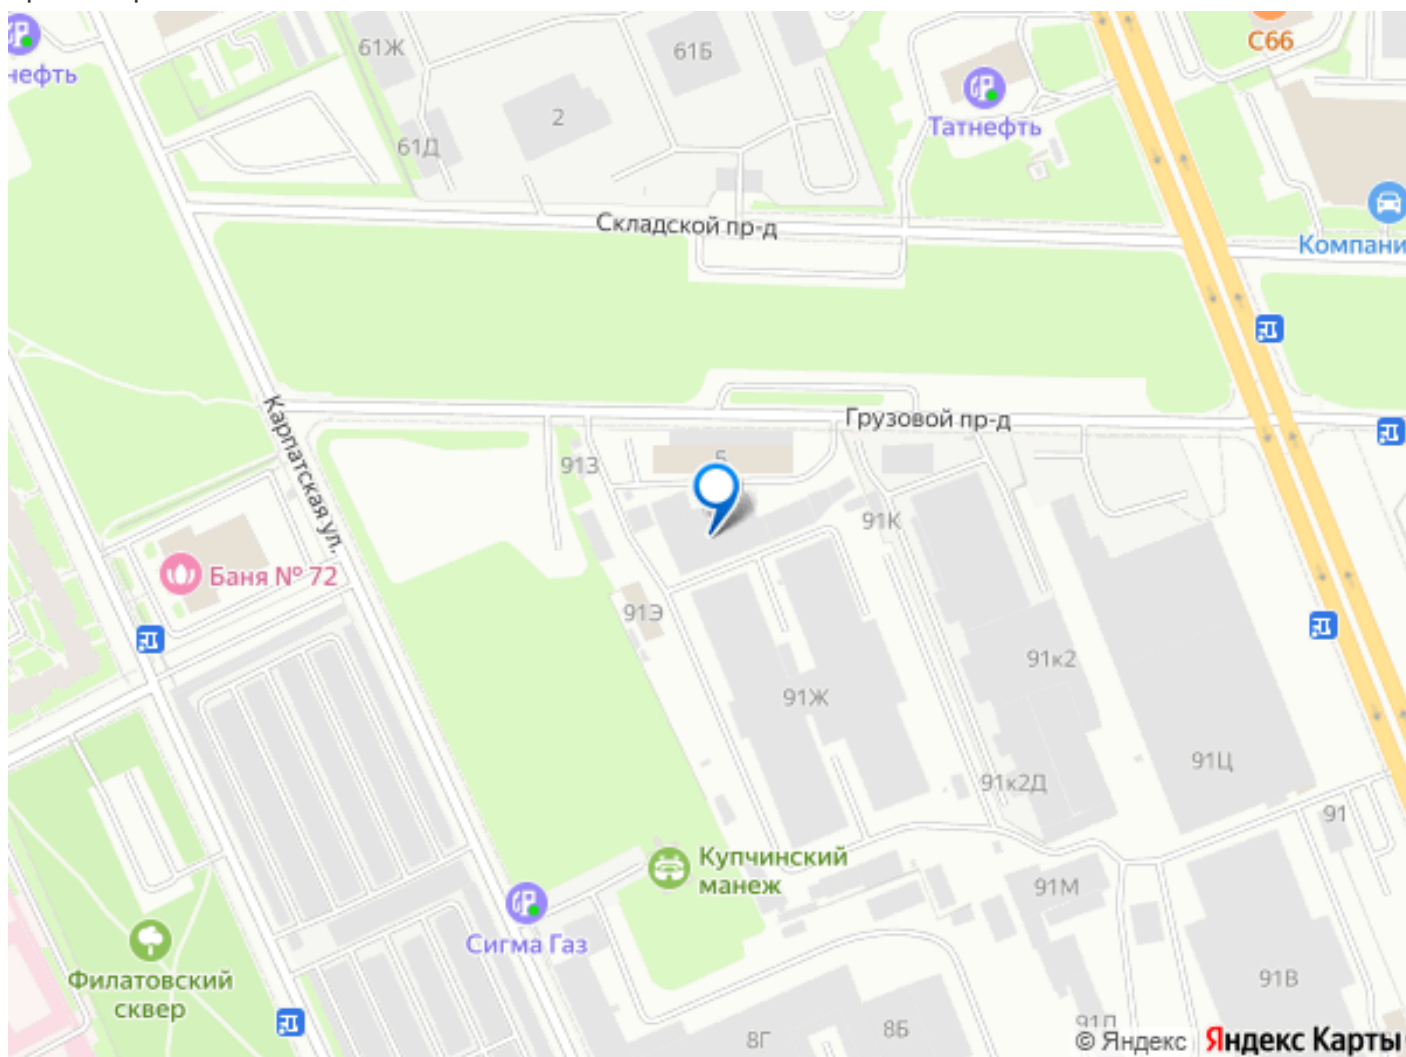 61Ж
61Б
С66
нефть
2
Татнефть
61Д
Складской пр-д
Компани
Карпатская ул.
Грузовой пр-д
5
91З
91К
Баня № 72
91Э
91к2
91Ж
91Ц
91к2Д
91
Купчинский
манеж
91М
Сигма Газ
Филатовский
сквер
91В
8Б
8Г
© Яндекс
Яндекс Карты